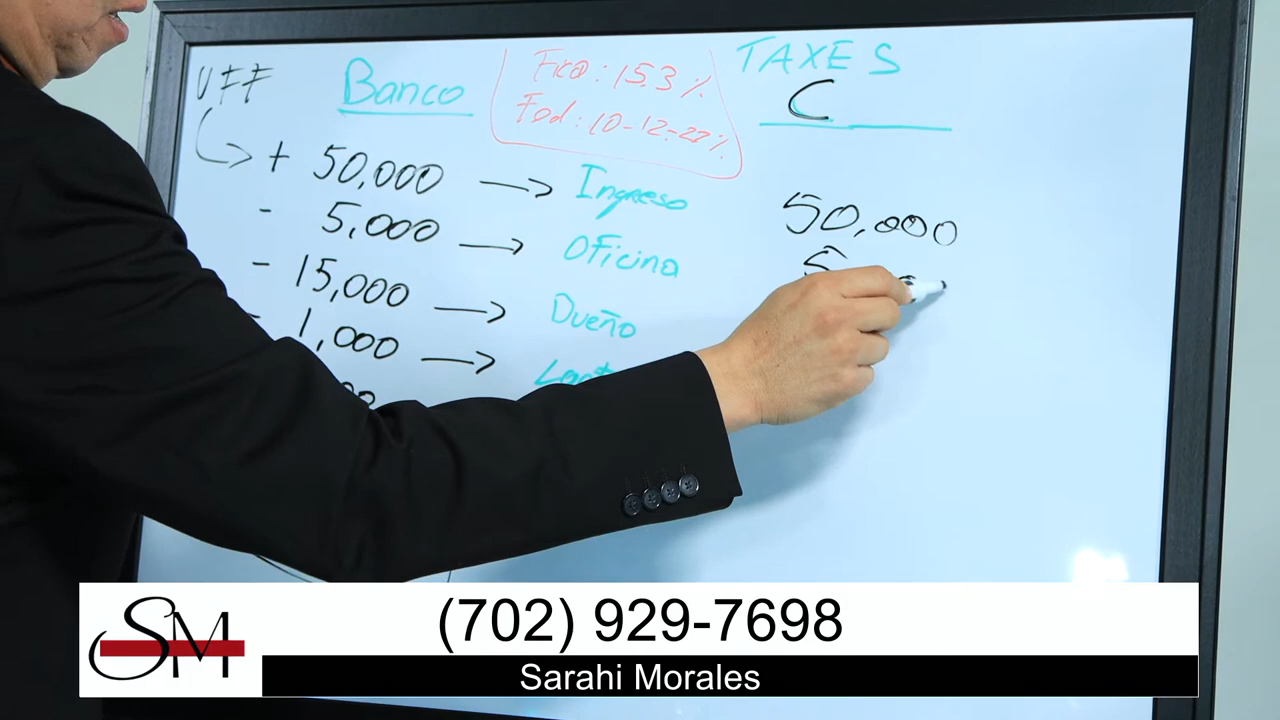 UFF
Banco
Fica: 15.3%
Fed: 10-12-22%
TAXES
C
+ 50,000 → Ingreso
- 5,000 → Oficina
- 15,000 → Dueño
- 1,000 →
50,000
SM
(702) 929-7698
Sarahi Morales